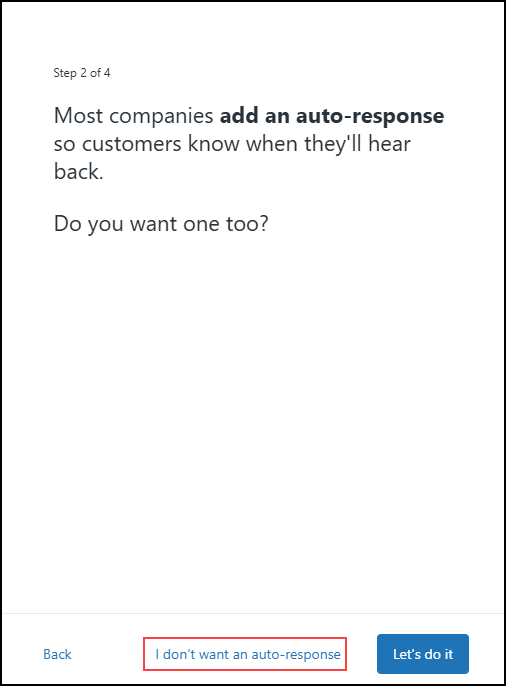 Step 2 of 4
Most companies add an auto-response
so customers know when they'll hear
back.
Do you want one too?
Back
I don't want an auto-response
Let's do it